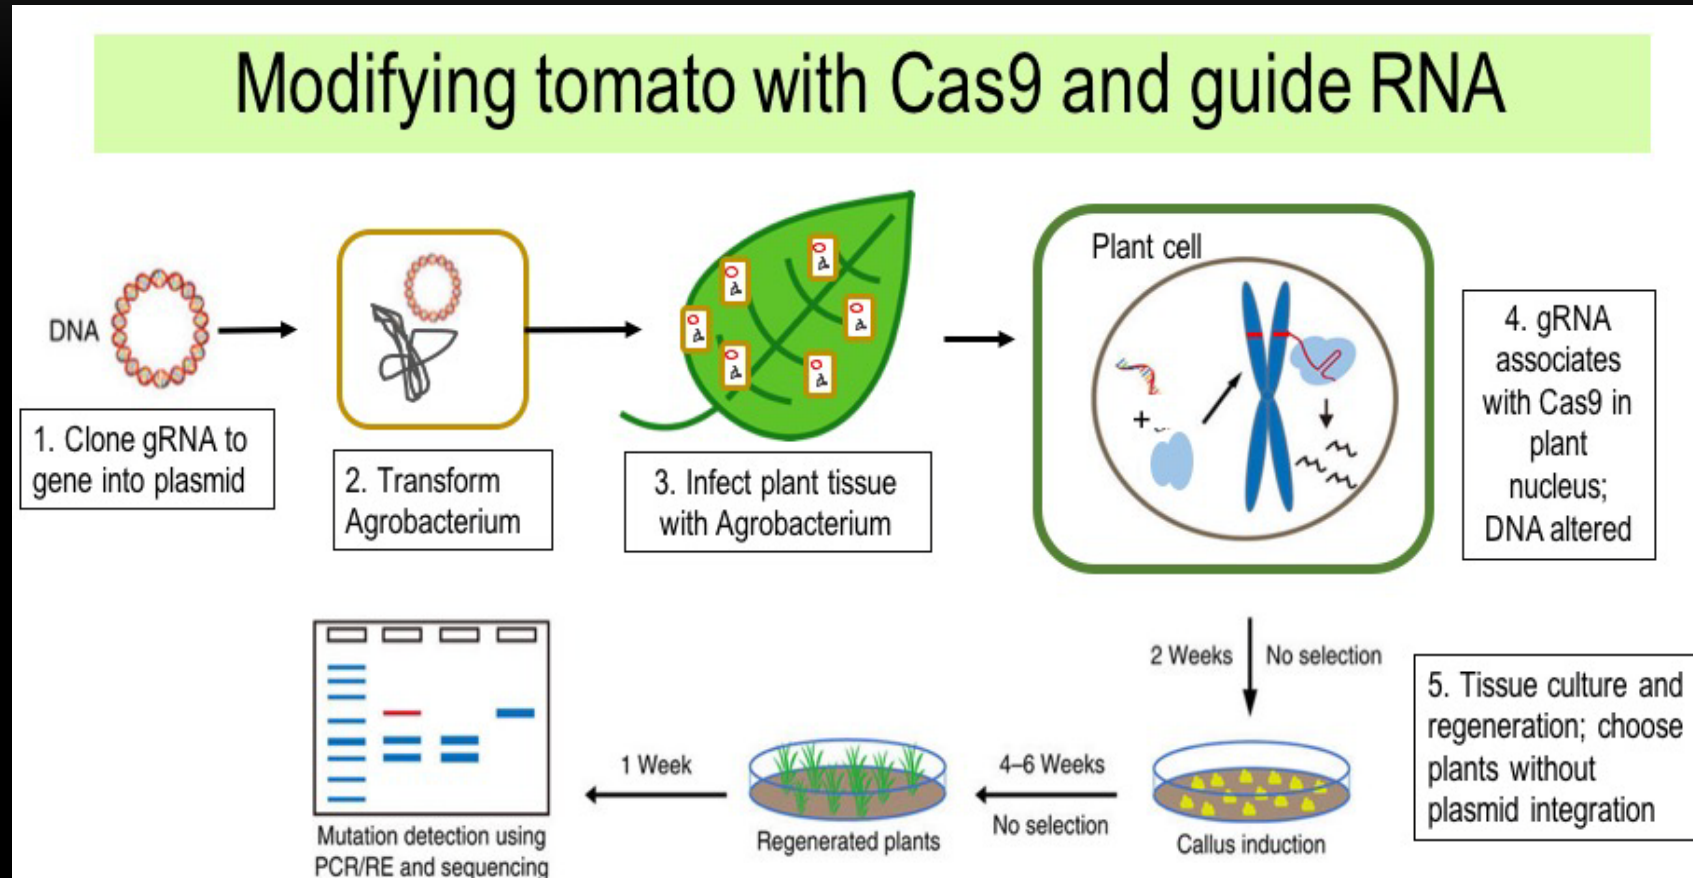 Modifying tomato with Cas9 and guide RNA
DNA
1. Clone gRNA to
gene into plasmid
2. Transform
Agrobacterium
3. Infect plant tissue
with Agrobacterium
Plant cell
+
4. gRNA
associates
with Cas9 in
plant
nucleus;
DNA altered
2 Weeks
No selection
5. Tissue culture and
regeneration; choose
plants without
plasmid integration
Callus induction
4–6 Weeks
No selection
Regenerated plants
1 Week
Mutation detection using
PCR/RE and sequencing